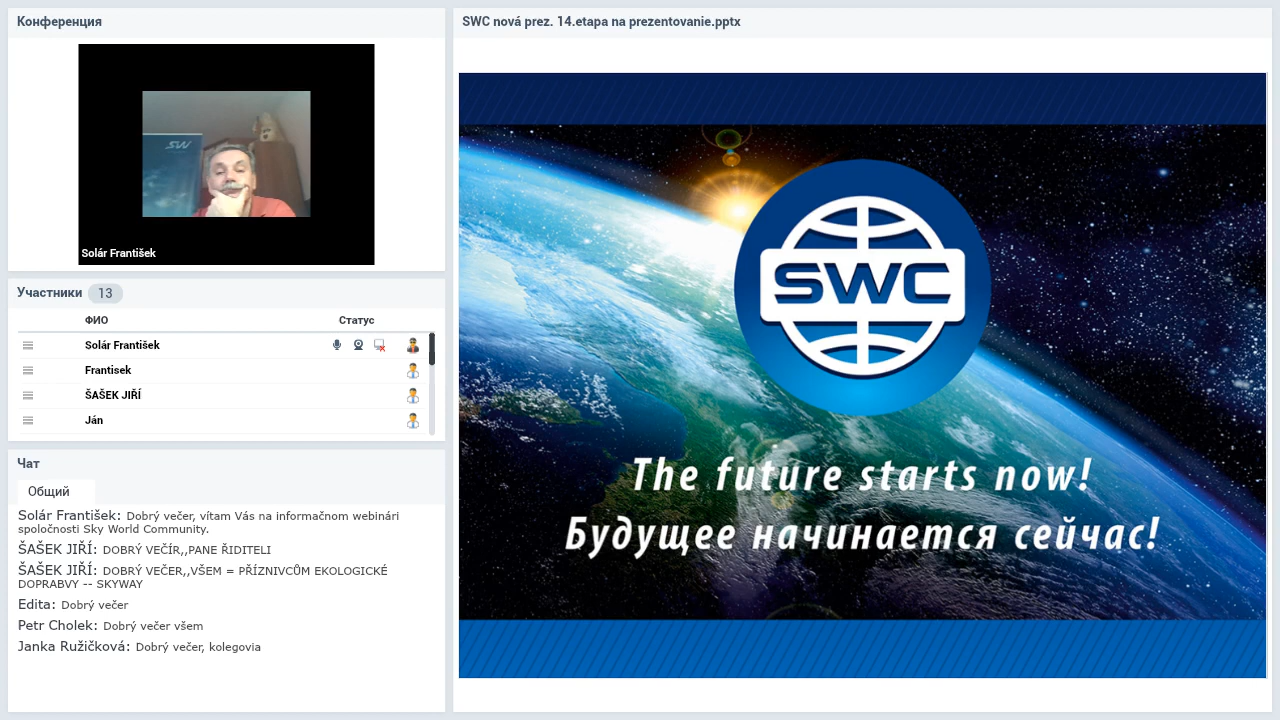 Конференция
SW
Solár František
Участники 13
ФИО Статус
Solár František
Frantisek
ŠAŠEK JIŘÍ
Ján
Чат
Общий
Solár František: Dobrý večer, vítam Vás na informačnom webinári
spoločnosti Sky World Community.
ŠAŠEK JIŘÍ: DOBRÝ VEČÍR,,PANE ŘIDITELI
ŠAŠEK JIŘÍ: DOBRÝ VEČER,,VŠEM = PŘÍZNIVCŮM EKOLOGICKÉ
DOPRABVY -- SKYWAY
Edita: Dobrý večer
Petr Cholek: Dobrý večer všem
Janka Ružičková: Dobrý večer, kolegovia
SWC nová prez. 14.etapa na prezentovanie.pptx
SWC
The future starts now!
Будущее начинается сейчас!